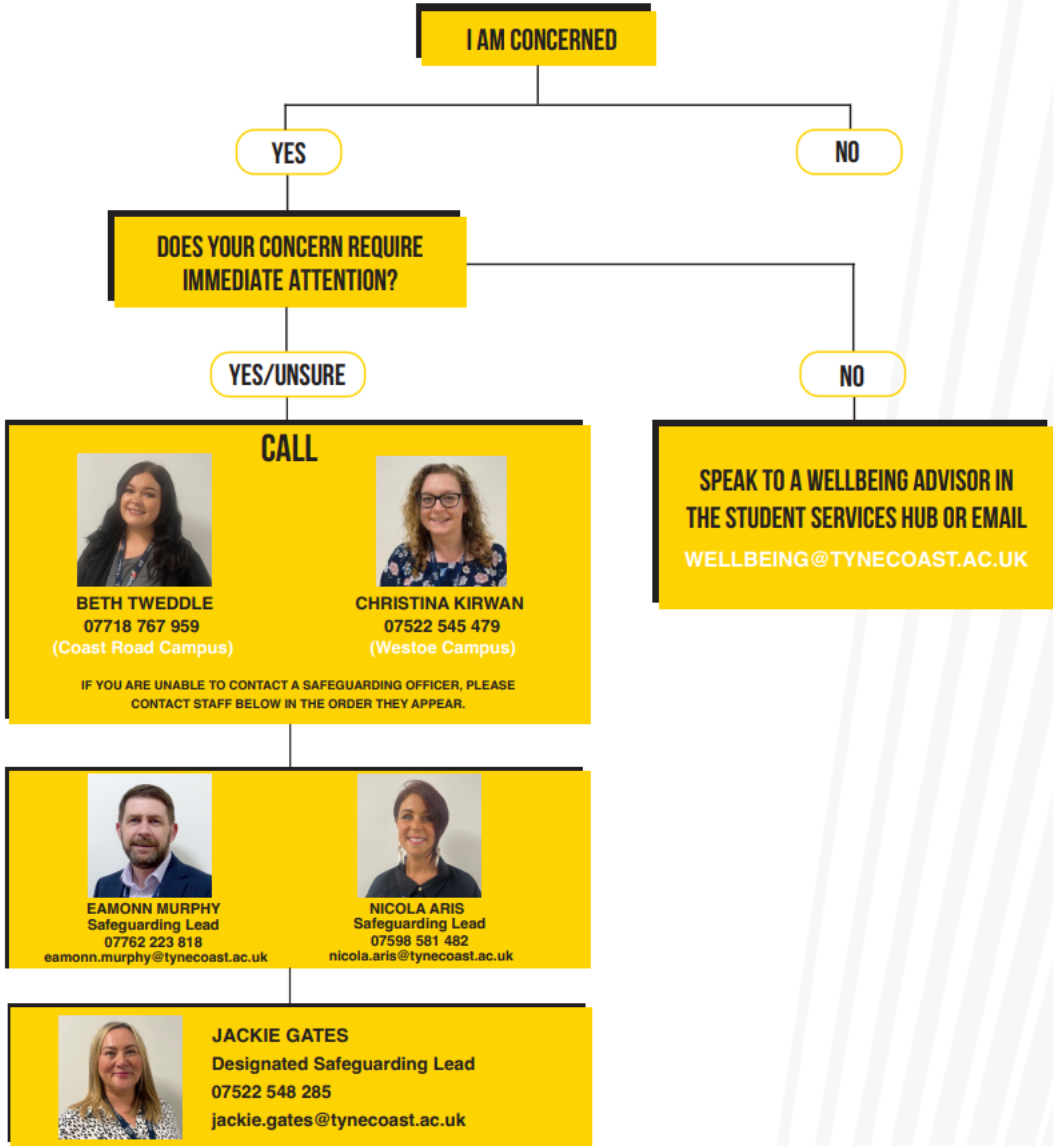 I AM CONCERNED
YES
NO
DOES YOUR CONCERN REQUIRE
IMMEDIATE ATTENTION?
YES/UNSURE
NO
CALL
BETH TWEDDLE
07718 767 959
(Coast Road Campus)
CHRISTINA KIRWAN
07522 545 479
(Westoe Campus)
IF YOU ARE UNABLE TO CONTACT A SAFEGUARDING OFFICER, PLEASE
CONTACT STAFF BELOW IN THE ORDER THEY APPEAR.
SPEAK TO A WELLBEING ADVISOR IN
THE STUDENT SERVICES HUB OR EMAIL
WELLBEING@TYNECOAST.AC.UK
EAMONN MURPHY
Safeguarding Lead
07762 223 818
eamonn.murphy@tynecoast.ac.uk
NICOLA ARIS
Safeguarding Lead
07598 581 482
nicola.aris@tynecoast.ac.uk
JACKIE GATES
Designated Safeguarding Lead
07522 548 285
jackie.gates@tynecoast.ac.uk